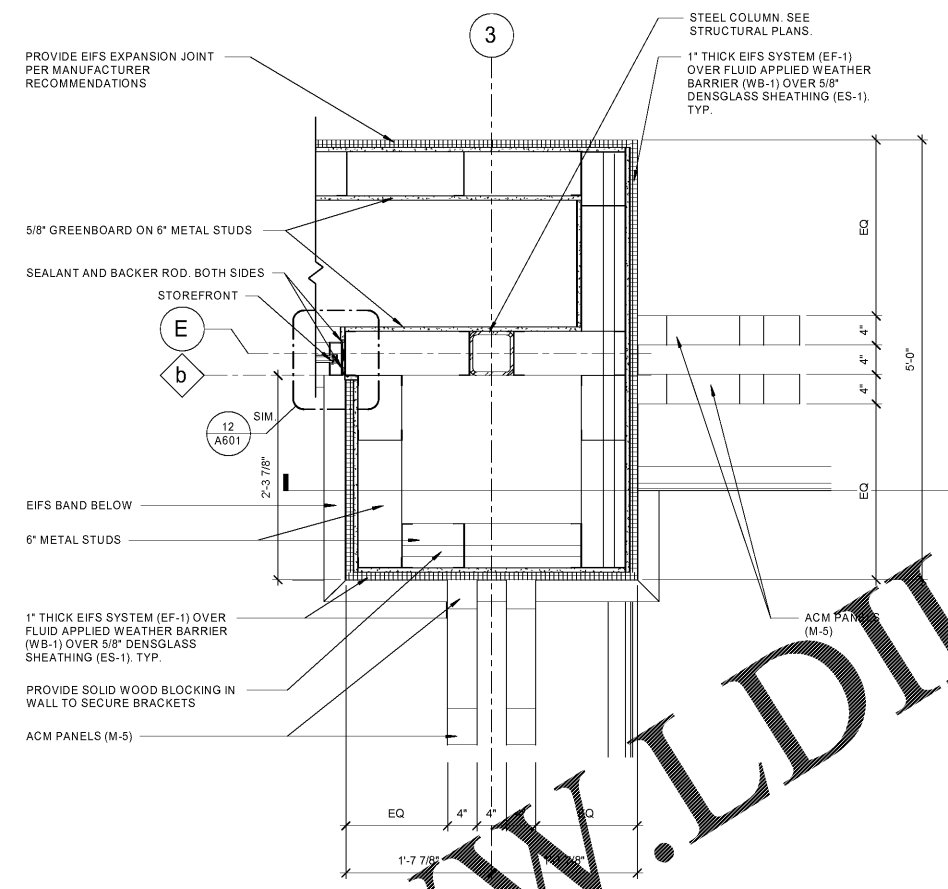 3
STEEL COLUMN. SEE
STRUCTURAL PLANS.
PROVIDE EIFS EXPANSION JOINT
PER MANUFACTURER
RECOMMENDATIONS
1" THICK EIFS SYSTEM (EF-1)
OVER FLUID APPLIED WEATHER
BARRIER (WB-1) OVER 5/8"
DENSGLASS SHEATHING (ES-1).
TYP.
5/8" GREENBOARD ON 6" METAL STUDS
EQ
SEALANT AND BACKER ROD. BOTH SIDES
STOREFRONT
E
4"
4"
5'-0"
b
4"
SIM.
12
A601
2'-3 7/8"
EQ
EIFS BAND BELOW
6" METAL STUDS
1" THICK EIFS SYSTEM (EF-1) OVER
FLUID APPLIED WEATHER BARRIER
(WB-1) OVER 5/8" DENSGLASS
SHEATHING (ES-1). TYP.
ACM PANELS
(M-5)
PROVIDE SOLID WOOD BLOCKING IN
WALL TO SECURE BRACKETS
ACM PANELS (M-5)
EQ
4"
4"
EQ
1'-7 7/8"
W.LDII